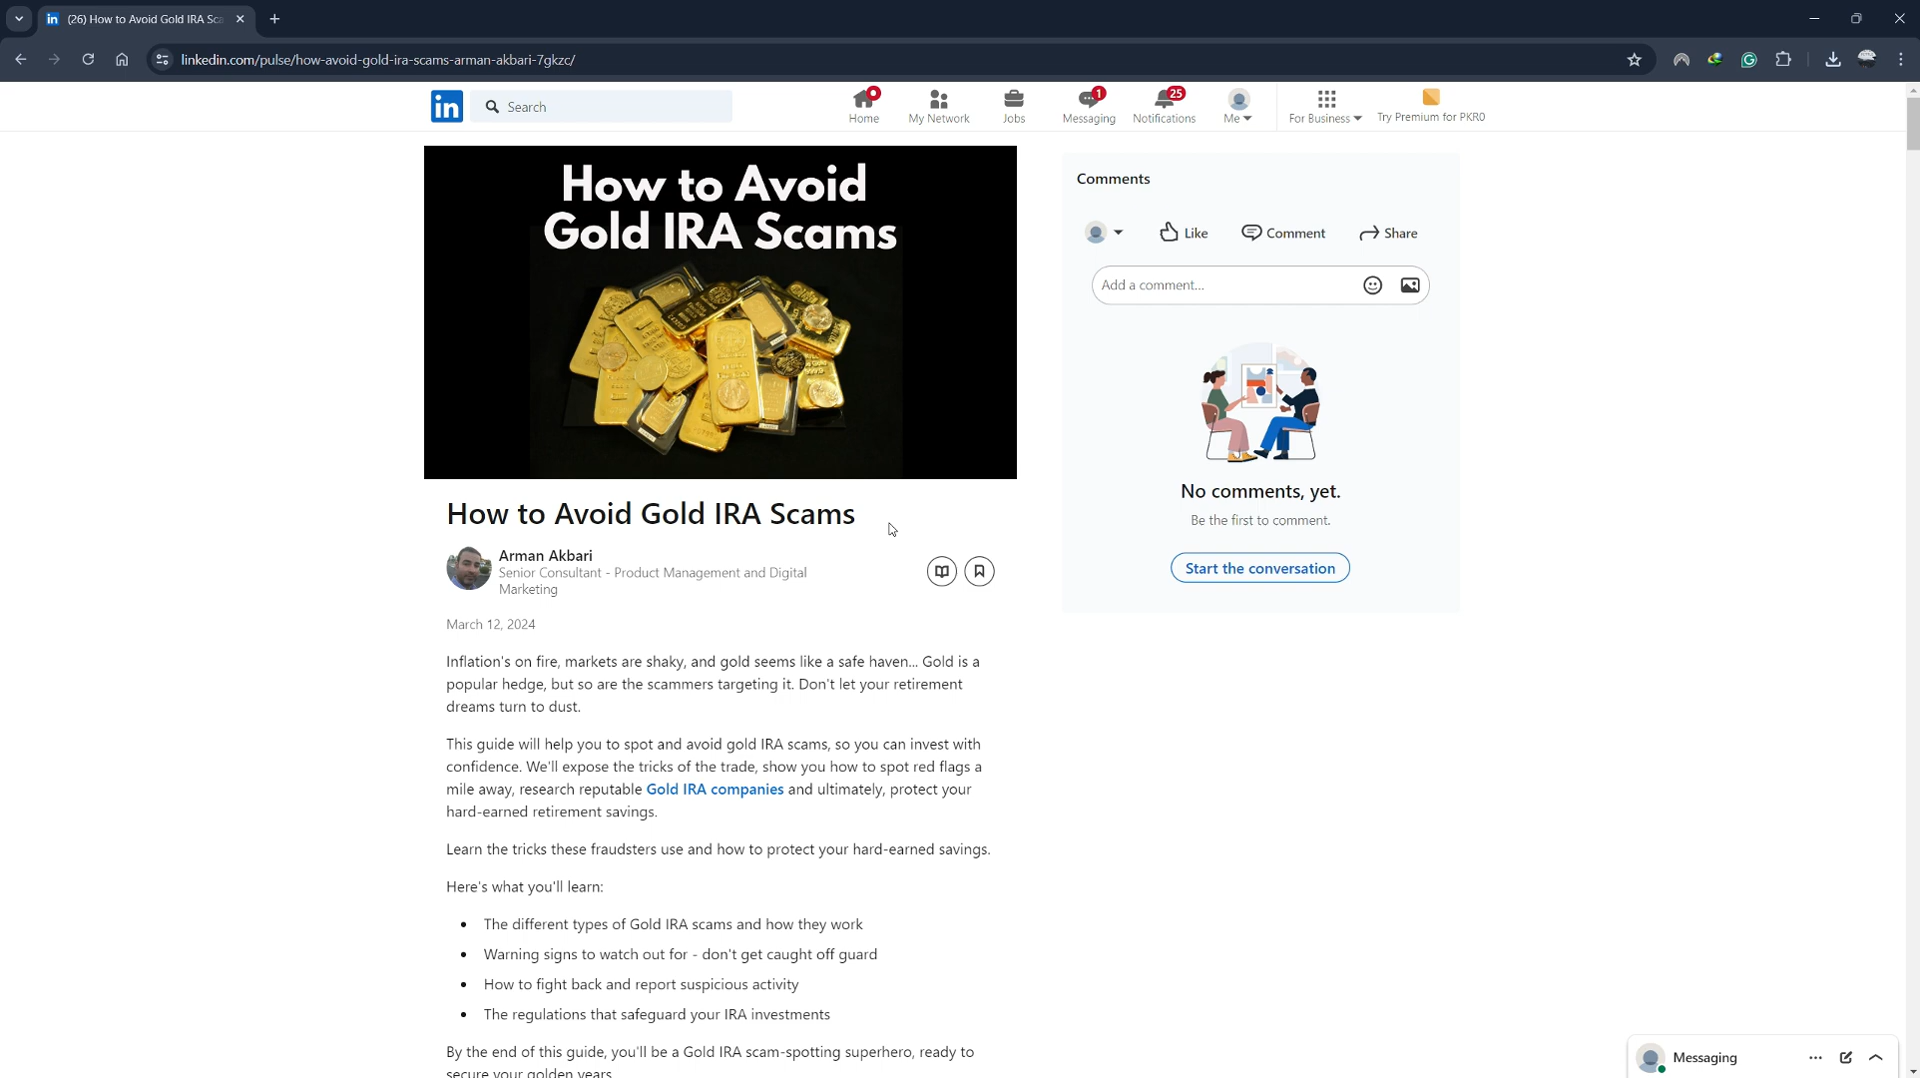 (26) How to Avoid Gold IRA Sca
linkedin.com/pulse/how-avoid-gold-ira-scams-arman-akbari-7gkzc/
in
Search
Home
My Network
Jobs
1
Messaging
25
Notifications
Me
For Business
Try Premium for PKR0
How to Avoid
Gold IRA Scams
How to Avoid Gold IRA Scams
Arman Akbari
Senior Consultant - Product Management and Digital
Marketing
March 12, 2024
Inflation's on fire, markets are shaky, and gold seems like a safe haven... Gold is a
popular hedge, but so are the scammers targeting it. Don't let your retirement
dreams turn to dust.
This guide will help you to spot and avoid gold IRA scams, so you can invest with
confidence. We'll expose the tricks of the trade, show you how to spot red flags a
mile away, research reputable Gold IRA companies and ultimately, protect your
hard-earned retirement savings.
Learn the tricks these fraudsters use and how to protect your hard-earned savings.
Here's what you'll learn:
• The different types of Gold IRA scams and how they work
• Warning signs to watch out for - don't get caught off guard
• How to fight back and report suspicious activity
• The regulations that safeguard your IRA investments
By the end of this guide, you'll be a Gold IRA scam-spotting superhero, ready to
secure your golden years.
Comments
Like
Comment
Share
Add a comment...
No comments, yet.
Be the first to comment.
Start the conversation
Messaging